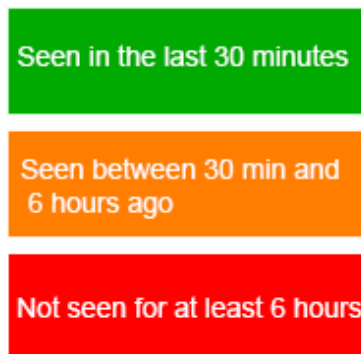 Seen in the last 30 minutes
Seen between 30 min and
6 hours ago
Not seen for at least 6 hours